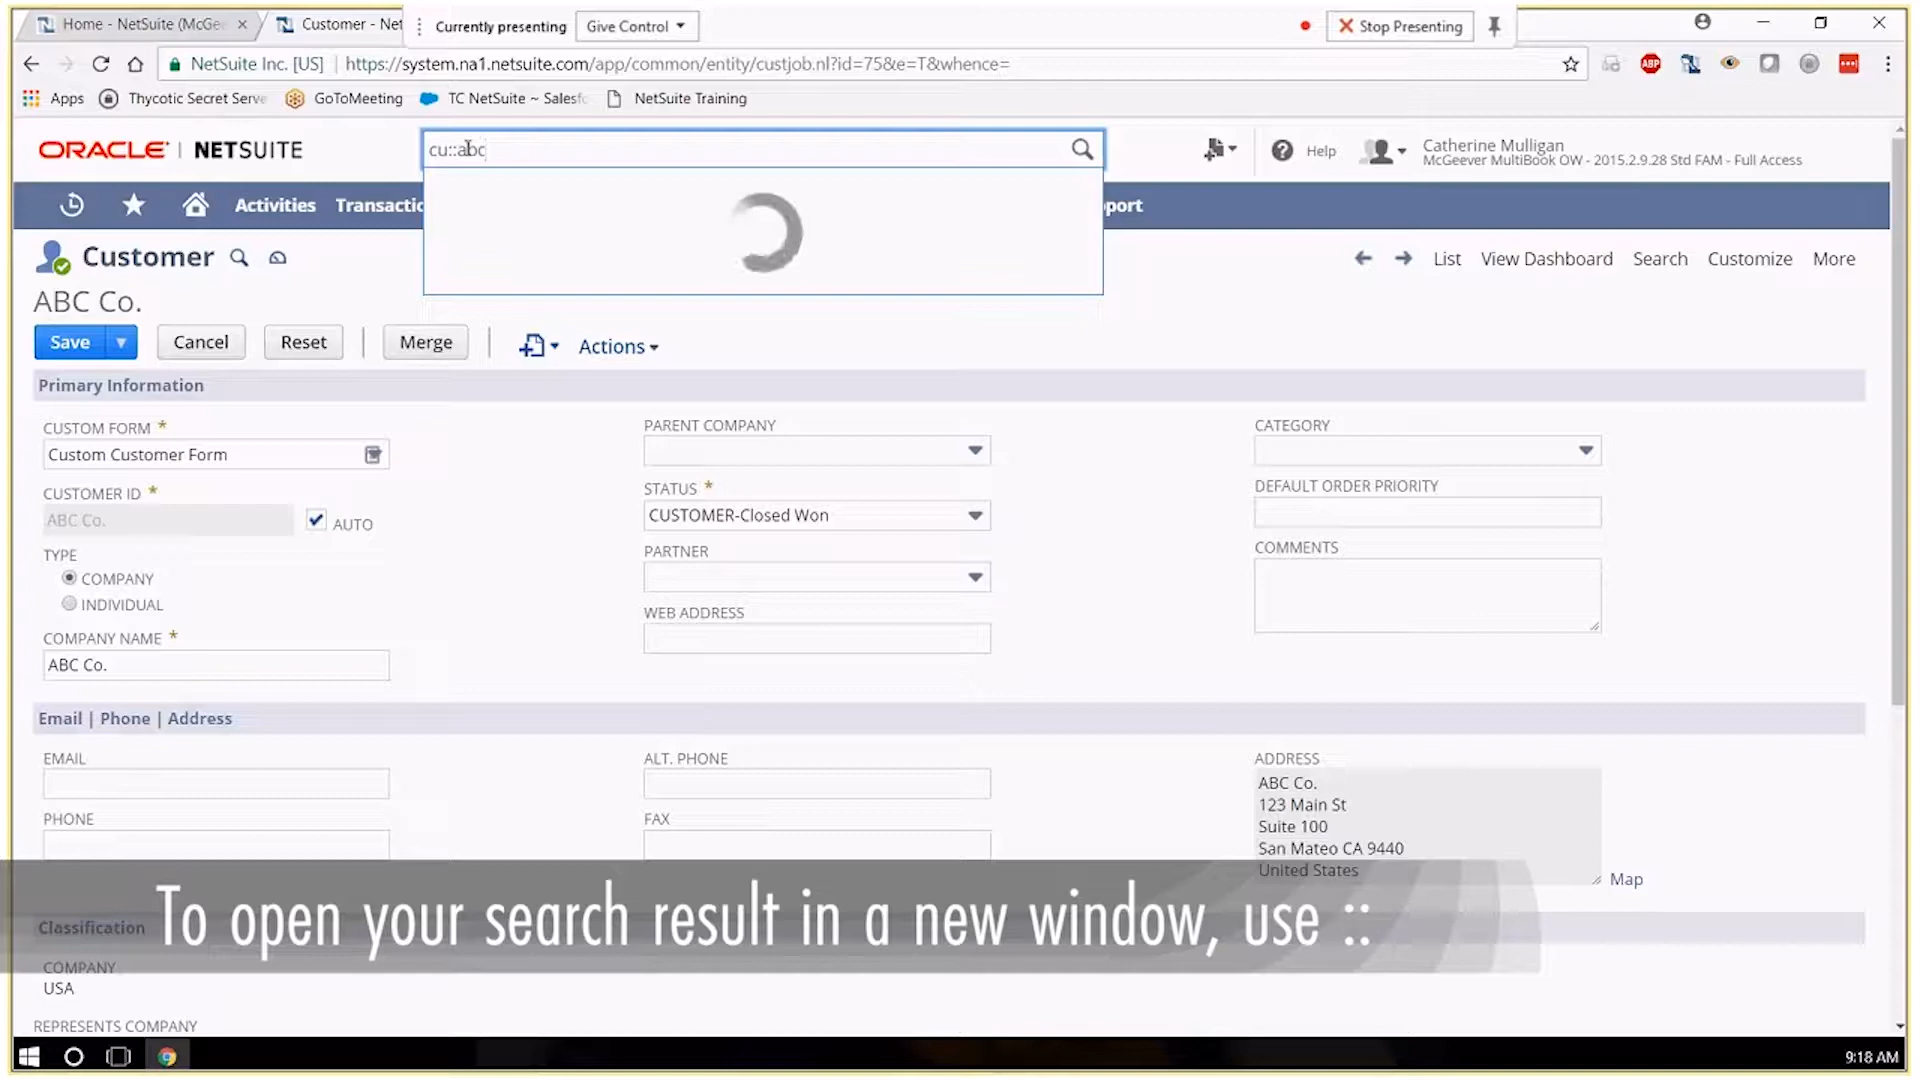 Home - NetSuite (McGee
Customer - Net
Currently presenting
Give Control
Stop Presenting
NetSuite Inc. [US]
https://system.na1.netsuite.com/app/common/entity/custjob.nl?id=75&e=T&whence=
ABP
Apps
Thycotic Secret Serve
GoToMeeting
TC NetSuite ~ Salesfo
NetSuite Training
ORACLE | NETSUITE
cu::abc
Help
Catherine Mulligan
McGeever MultiBook OW - 2015.2.9.28 Std FAM - Full Access
Activities
Transactio
pport
Customer
List
View Dashboard
Search
Customize
More
ABC Co.
Save
Cancel
Reset
Merge
Actions
Primary Information
CUSTOM FORM *
Custom Customer Form
CUSTOMER ID *
ABC Co.
AUTO
TYPE
COMPANY
INDIVIDUAL
COMPANY NAME *
ABC Co.
PARENT COMPANY
STATUS *
CUSTOMER-Closed Won
PARTNER
WEB ADDRESS
CATEGORY
DEFAULT ORDER PRIORITY
COMMENTS
Email | Phone | Address
EMAIL
PHONE
ALT. PHONE
FAX
ADDRESS
ABC Co.
123 Main St
Suite 100
San Mateo CA 9440
United States
Map
To open your search result in a new window, use ::
Classification
COMPANY
USA
REPRESENTS COMPANY
9:18 AM